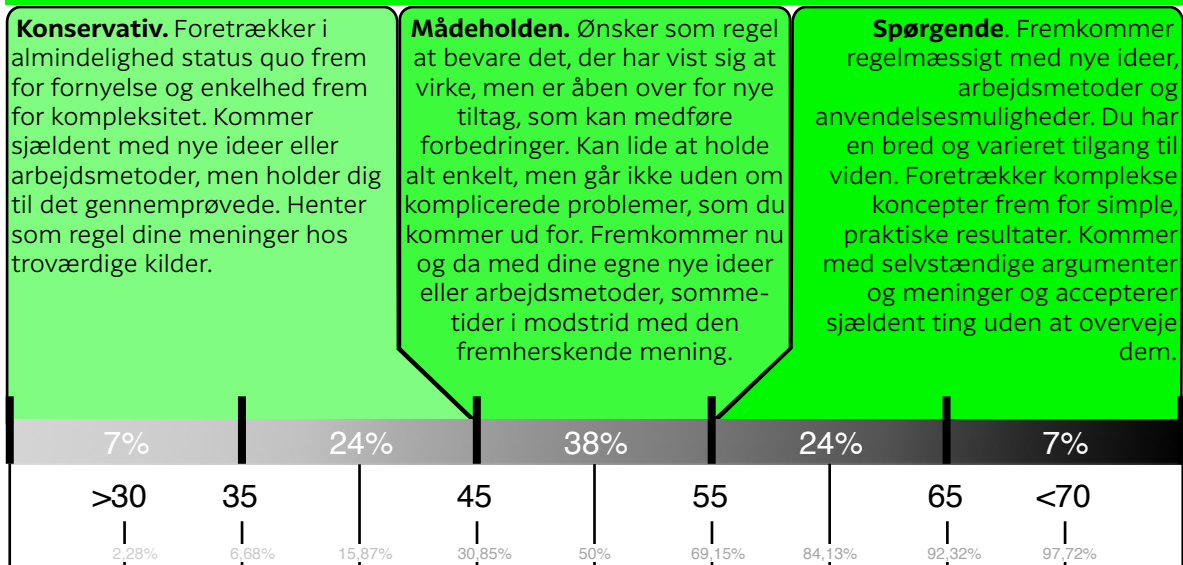 Konservativ. Foretrækker i
almindelighed status quo frem
for fornyelse og enkelhed frem
for kompleksitet. Kommer
sjældent med nye ideer eller
arbejdsmetoder, men holder dig
til det gennemprøvede. Henter
som regel dine meninger hos
troværdige kilder.
Mådeholden. Ønsker som regel
at bevare det, der har vist sig at
virke, men er åben over for nye
tiltag, som kan medføre
forbedringer. Kan lide at holde
alt enkelt, men går ikke uden om
komplicerede problemer, som du
kommer ud for. Fremkommer nu
og da med dine egne nye ideer
eller arbejdsmetoder, somme-
tider i modstrid med den
fremherskende mening.
Spørgende. Fremkommer
regelmæssigt med nye ideer,
arbejdsmetoder og
anvendelsesmuligheder. Du har
en bred og varieret tilgang til
viden. Foretrækker komplekse
koncepter frem for simple,
praktiske resultater. Kommer
med selvstændige argumenter
og meninger og accepterer
sjældent ting uden at overveje
dem.
7% 24% 38% 24% 7%
>30 35 45 55 65 <70
2,28% 6,68% 15,87% 30,85% 50% 69,15% 84,13% 92,32% 97,72%